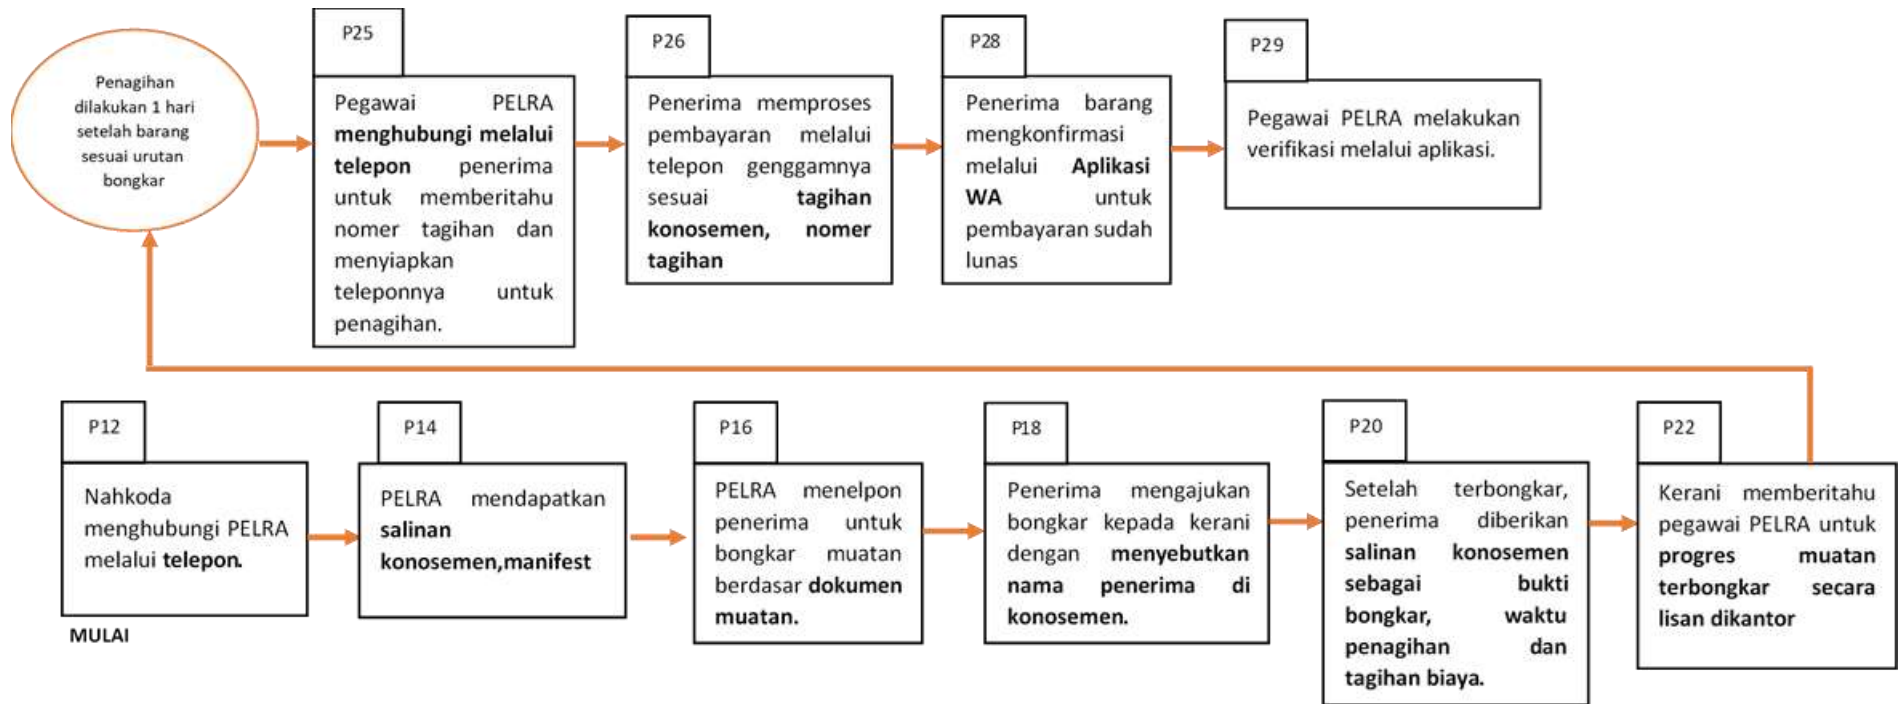 Penagihan
dilakukan 1 hari
setelah barang
sesuai urutan
bongkar
P25
Pegawai PELRA
menghubungi melalui
telepon penerima
untuk memberitahu
nomer tagihan dan
menyiapkan
teleponnya untuk
penagihan.
P26
Penerima memproses
pembayaran melalui
telepon genggamnya
sesuai tagihan
konosemen, nomer
tagihan
P28
Penerima barang
mengkonfirmasi
melalui Aplikasi
WA untuk
pembayaran sudah
lunas
P29
Pegawai PELRA melakukan
verifikasi melalui aplikasi.
P12
Nahkoda
menghubungi PELRA
melalui telepon.
MULAI
P14
PELRA mendapatkan
salinan
konosemen,manifest
P16
PELRA menelpon
penerima untuk
bongkar muatan
berdasar dokumen
muatan.
P18
Penerima mengajukan
bongkar kepada kerani
dengan menyebutkan
nama penerima di
konosemen.
P20
Setelah terbongkar,
penerima diberikan
salinan konosemen
sebagai bukti
bongkar, waktu
penagihan dan
tagihan biaya.
P22
Kerani memberitahu
pegawai PELRA untuk
progres muatan
terbongkar secara
lisan dikantor